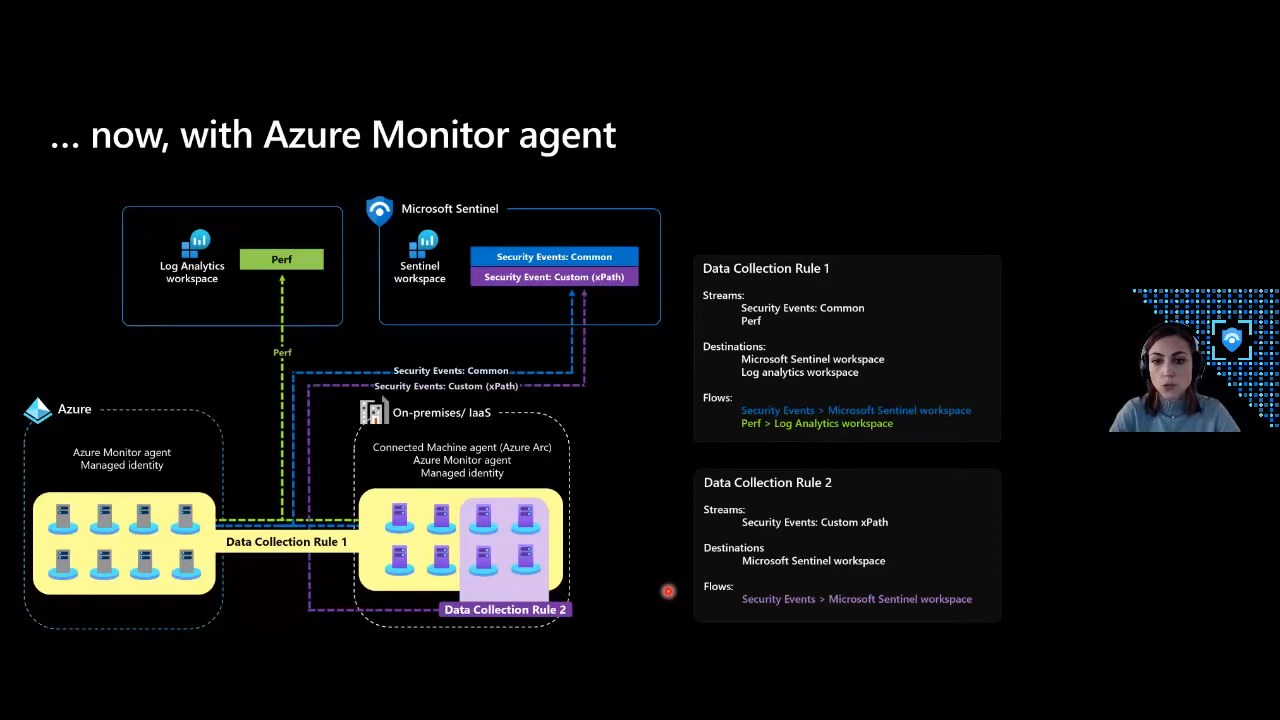 ... now, with Azure Monitor agent
Microsoft Sentinel
Log Analytics
workspace
Perf
Sentinel
workspace
Security Events: Common
Security Event: Custom (xPath)
Perf
Security Events: Common
Security Events: Custom (xPath)
Azure
Azure Monitor agent
Managed identity
On-premises/ IaaS
Connected Machine agent (Azure Arc)
Azure Monitor agent
Managed identity
Data Collection Rule 1
Data Collection Rule 2
Data Collection Rule 1
Streams:
Security Events: Common
Perf
Destinations:
Microsoft Sentinel workspace
Log analytics workspace
Flows:
Security Events > Microsoft Sentinel workspace
Perf > Log Analytics workspace
Data Collection Rule 2
Streams:
Security Events: Custom xPath
Destinations
Microsoft Sentinel workspace
Flows:
Security Events > Microsoft Sentinel workspace